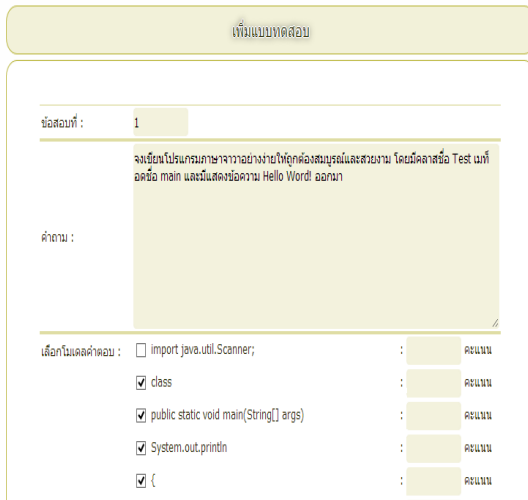 เพิ่มแบบทดสอบ
ข้อสอบที่ : 1
จงเขียนโปรแกรมภาษาจาวาอย่างง่ายให้ถูกต้องสมบูรณ์และสวยงาม โดยมีคลาสชื่อ Test เมท็
อดชื่อ main และมีแสดงข้อความ Hello Word! ออกมา
คำถาม :
เลือกโมเดลคำตอบ : import java.util.Scanner; : คะแนน
class : คะแนน
public static void main(String[] args) : คะแนน
System.out.println : คะแนน
{ : คะแนน